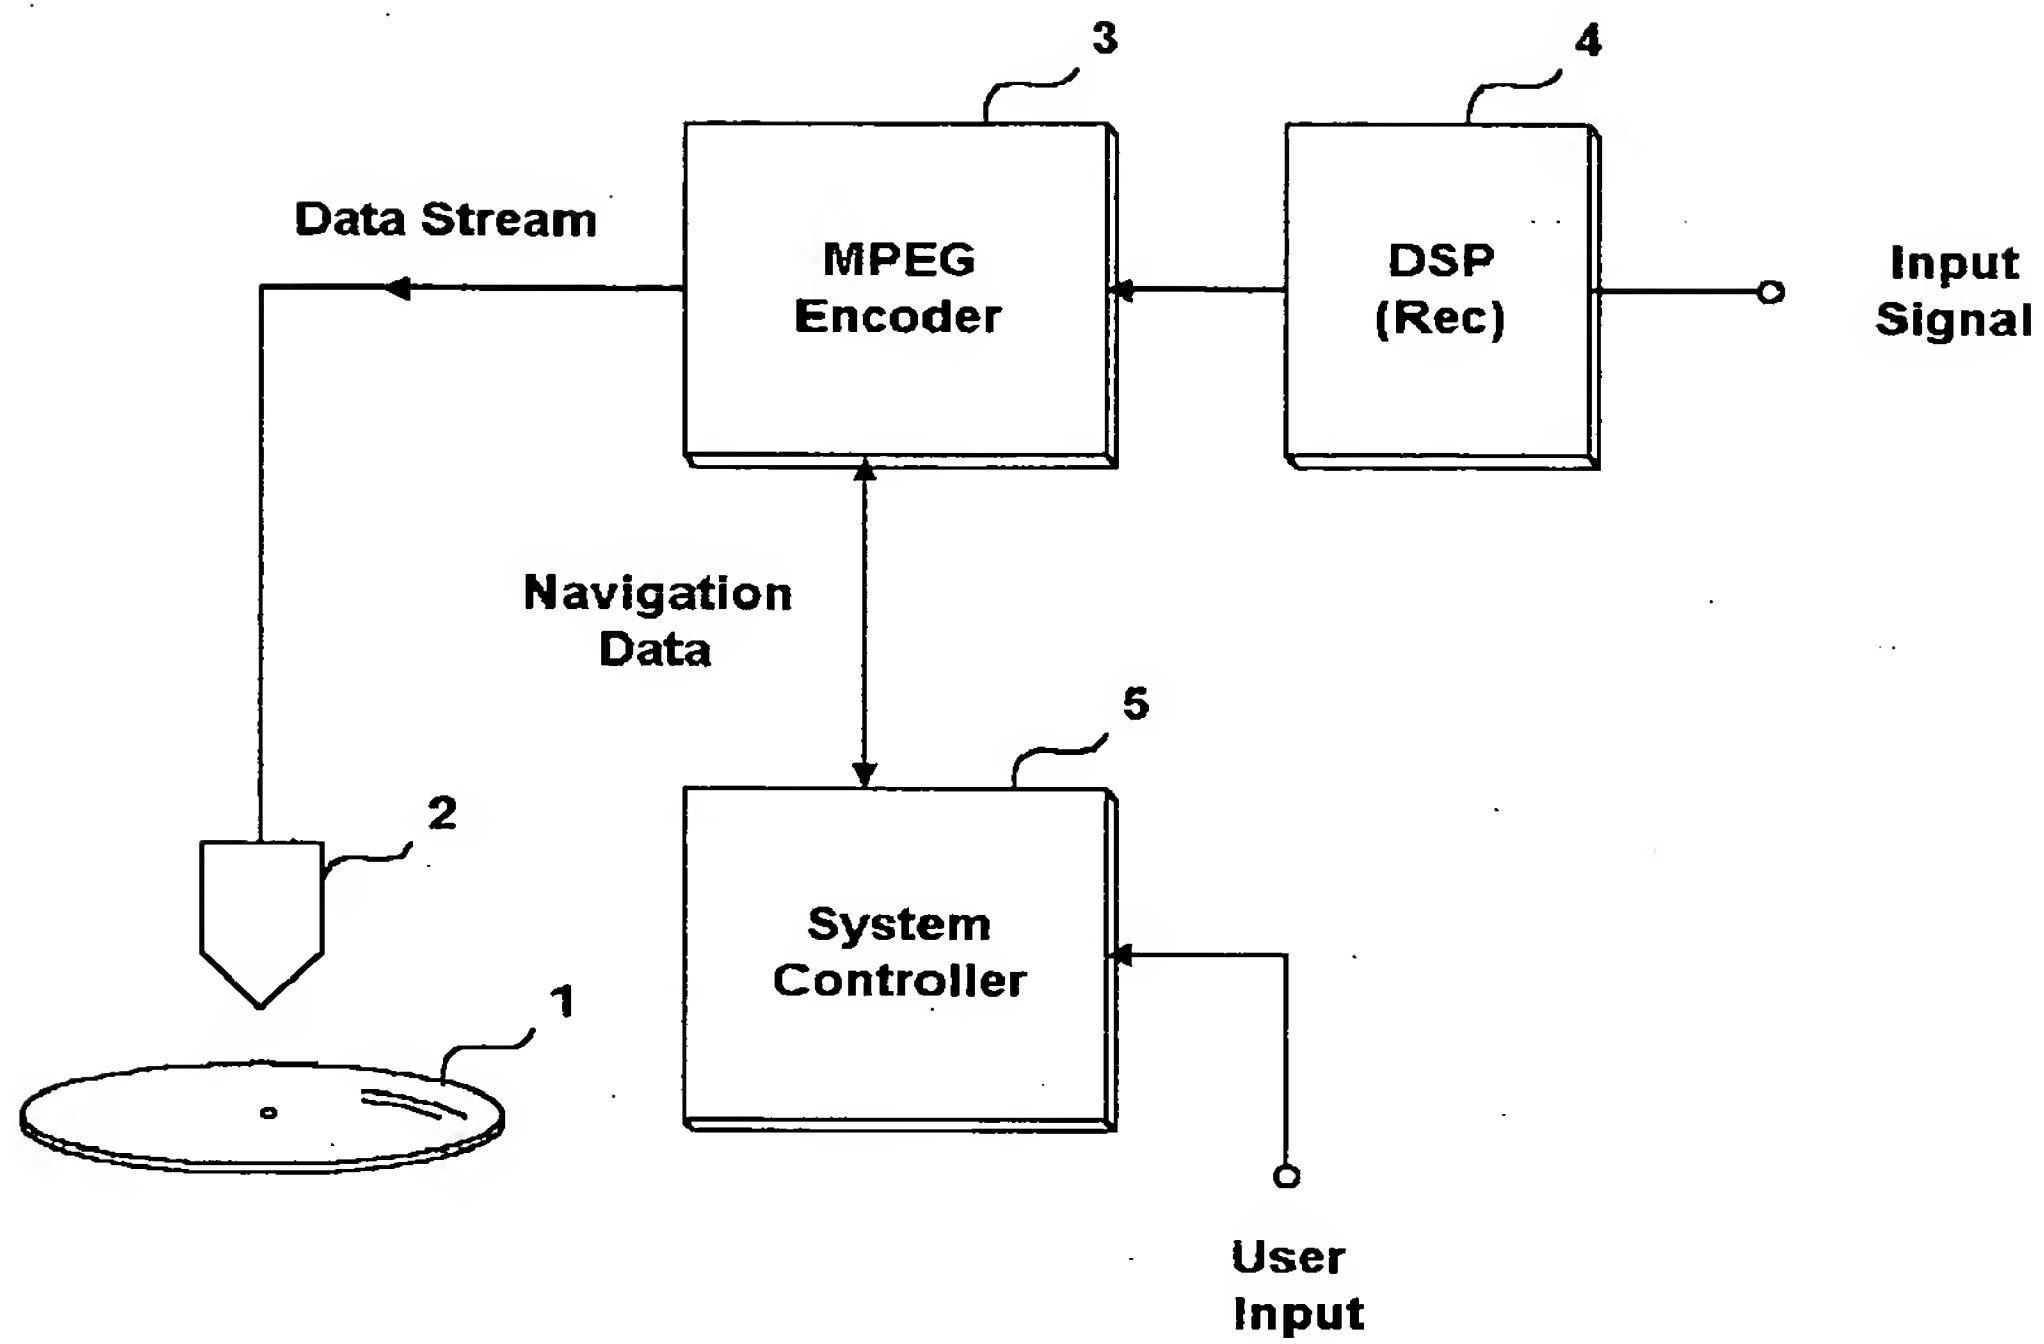 3
4
Data Stream
MPEG
Encoder
DSP
(Rec)
Input
Signal
Navigation
Data
5
2
System
Controller
1
User
Input